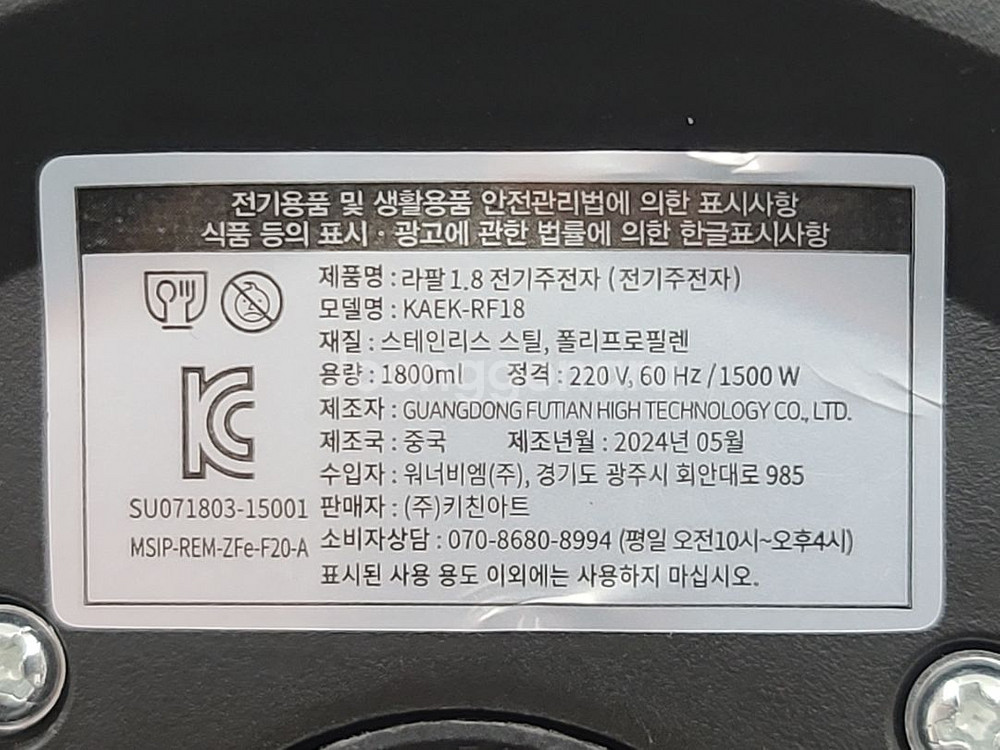 전기용품 및 생활용품 안전관리법에 의한 표시사항
식품 등의 표시 · 광고에 관한 법률에 의한 한글표시사항
제품명 : 라팔 1.8 전기주전자 (전기주전자)
모델명 : KAEK-RF18
재질 : 스테인리스 스틸, 폴리프로필렌
용량 : 1800ml 정격 : 220 V, 60 Hz / 1500 W
제조자 : GUANGDONG FUTIAN HIGH TECHNOLOGY CO., LTD.
제조국 : 중국 제조년월 : 2024년 05월
수입자 : 워너비엠(주), 경기도 광주시 회안대로 985
판매자 : (주)키친아트
소비자상담 : 070-8680-8994 (평일 오전10시~오후4시)
표시된 사용 용도 이외에는 사용하지 마십시오.
KC
SU071803-15001
MSIP-REM-ZFe-F20-A